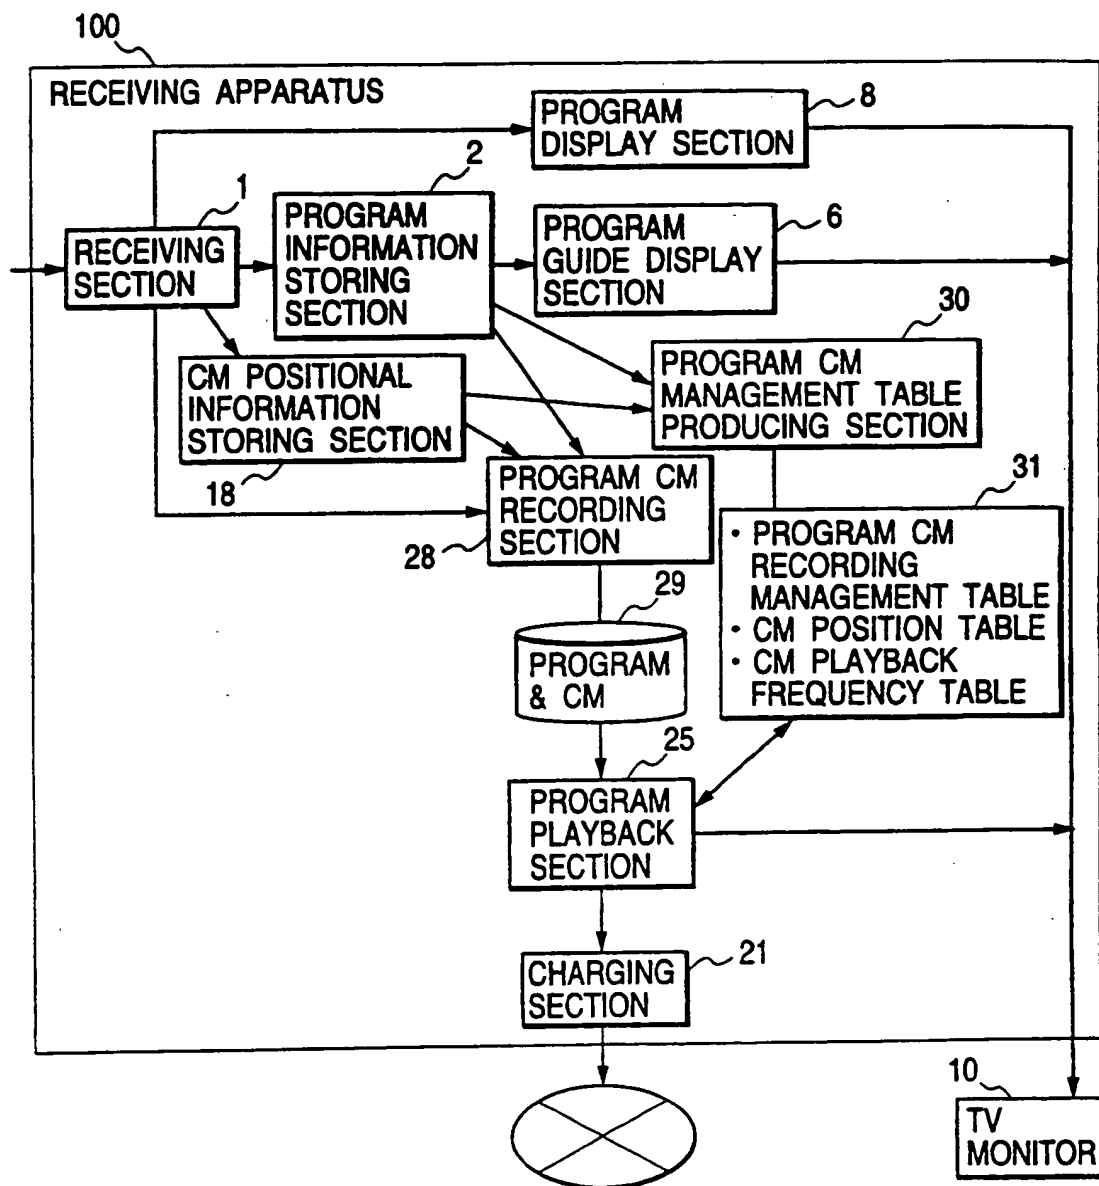 100
RECEIVING APPARATUS
PROGRAM
DISPLAY SECTION
8
2
1
RECEIVING
SECTION
PROGRAM
INFORMATION
STORING
SECTION
PROGRAM
GUIDE DISPLAY
SECTION
6
30
CM POSITIONAL
INFORMATION
STORING SECTION
18
PROGRAM CM
MANAGEMENT TABLE
PRODUCING SECTION
PROGRAM CM
RECORDING
SECTION
28
31
• PROGRAM CM
RECORDING
MANAGEMENT TABLE
• CM POSITION TABLE
• CM PLAYBACK
FREQUENCY TABLE
29
PROGRAM
& CM
25
PROGRAM
PLAYBACK
SECTION
CHARGING
SECTION
21
10
TV
MONITOR